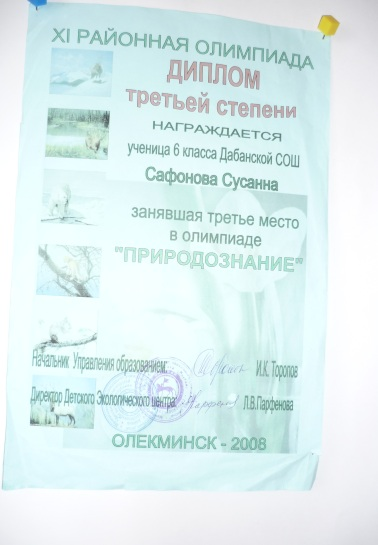 XI РАЙОННАЯ ОЛИМПИАДА
ДИПЛОМ
третьей степени
НАГРАЖДАЕТСЯ
ученица 6 класса Дабанской СОШ
Сафонова Сусанна
занявшая третье место
в олимпиаде
"ПРИРОДОЗНАНИЕ"
Начальник Управления образованием: И.К. Торопов
Директор Детского Экологического центра: Л.В.Парфенова
ОЛЕКМИНСК - 2008